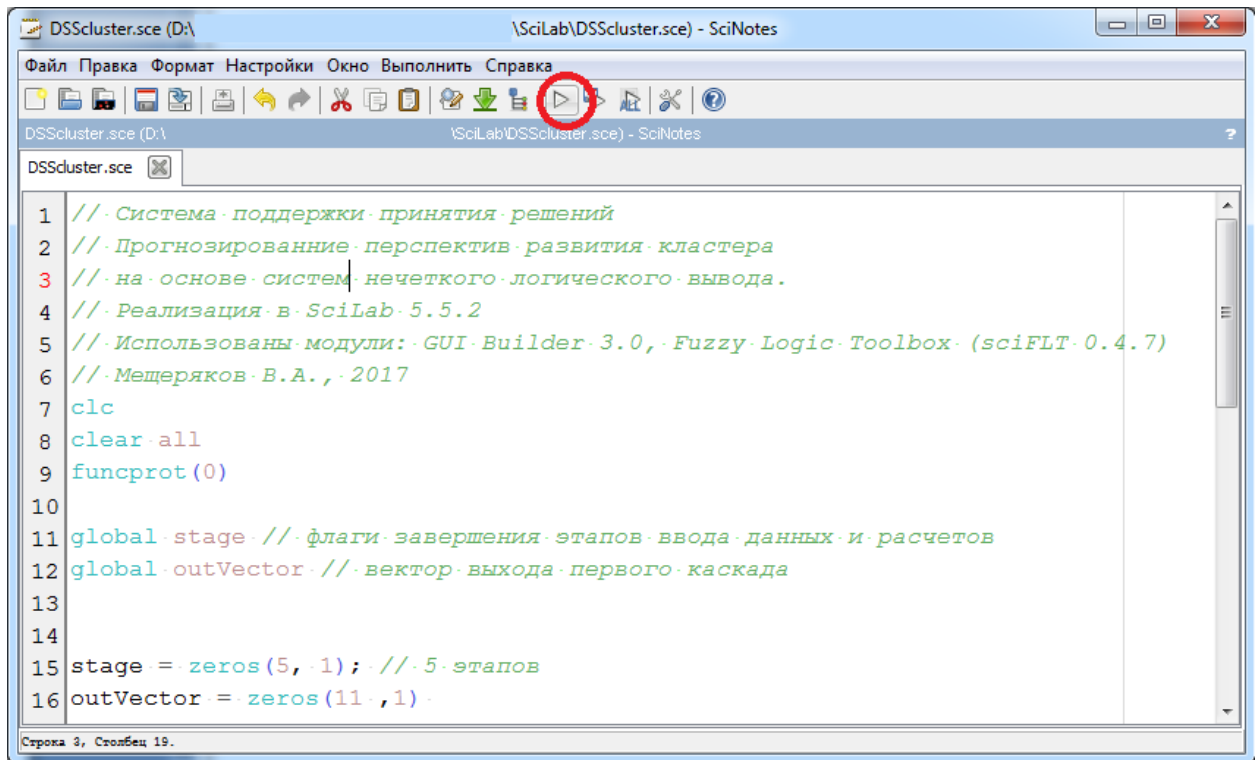 DSScluster.sce (D:\ \SciLab\DSScluster.sce) - SciNotes
Файл Правка Формат Настройки Окно Выполнить Справка
DSScluster.sce (D:\ \SciLab\DSScluster.sce) - SciNotes ?
DSScluster.sce
1 // Система поддержки принятия решений
2 // Прогнозированние перспектив развития кластера
3 // на основе систем нечеткого логического вывода.
4 // Реализация в SciLab 5.5.2
5 // Использованы модули: GUI Builder 3.0, Fuzzy Logic Toolbox (sciFLT 0.4.7)
6 // Мещеряков В.А., 2017
7 clc
8 clear all
9 funcprot(0)
10
11 global stage // флаги завершения этапов ввода данных и расчетов
12 global outVector // вектор выхода первого каскада
13
14
15 stage = zeros(5, 1); // 5 этапов
16 outVector = zeros(11 ,1)
Строка 3, Столбец 19.